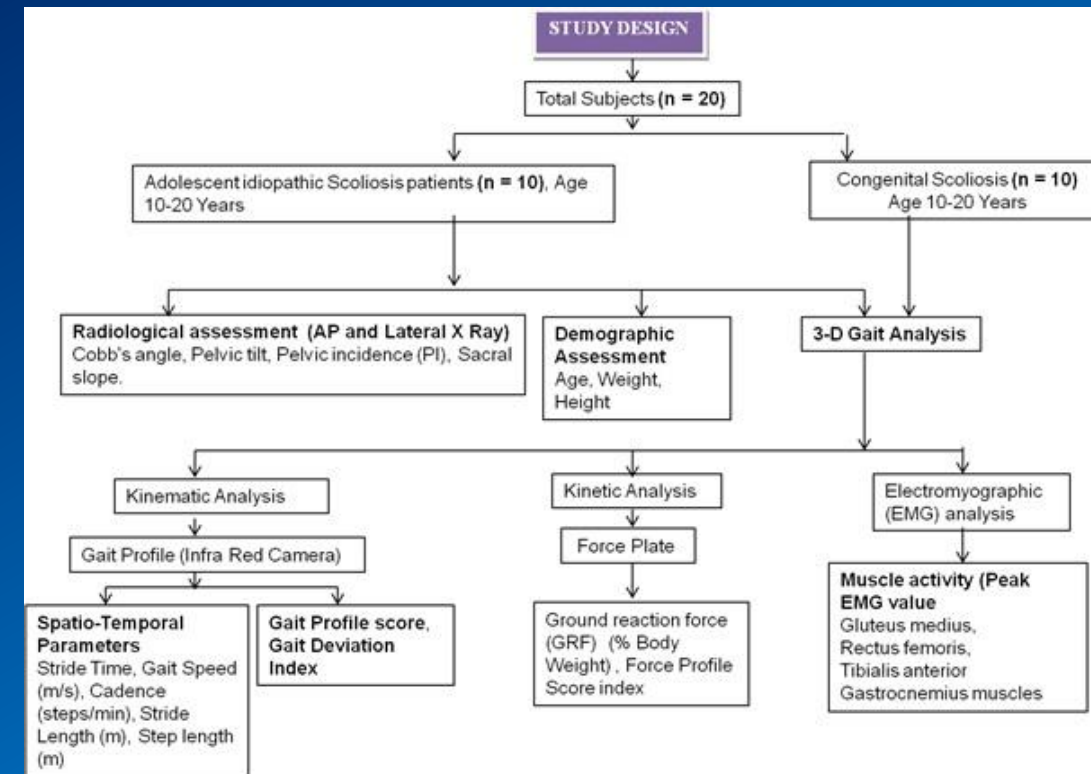 STUDY DESIGN
Total Subjects (n = 20)
Adolescent idiopathic Scoliosis patients (n = 10), Age
10-20 Years
Congenital Scoliosis (n = 10)
Age 10-20 Years
Radiological assessment (AP and Lateral X Ray)
Cobb's angle, Pelvic tilt, Pelvic incidence (PI), Sacral
slope.
Demographic
Assessment
Age, Weight,
Height
3-D Gait Analysis
Kinematic Analysis
Kinetic Analysis
Electromyographic
(EMG) analysis
Gait Profile (Infra Red Camera)
Force Plate
Spatio-Temporal
Parameters
Stride Time, Gait Speed
(m/s), Cadence
(steps/min), Stride
Length (m), Step length
(m)
Gait Profile score,
Gait Deviation
Index
Ground reaction force
(GRF) (% Body
Weight) , Force Profile
Score index
Muscle activity (Peak
EMG value
Gluteus medius,
Rectus femoris,
Tibialis anterior
Gastrocnemius muscles